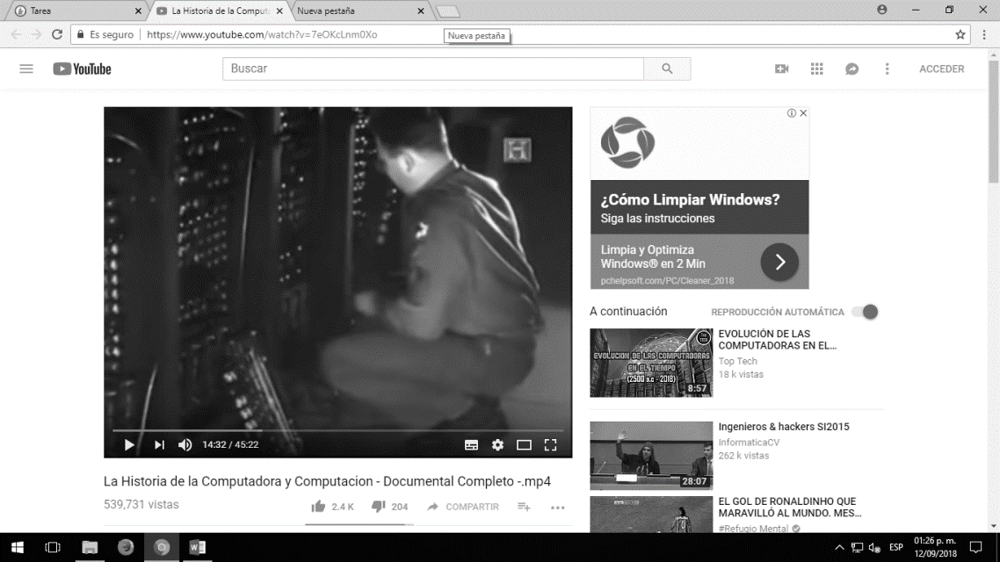 Tarea
La Historia de la Comput
Nueva pestaña
Es seguro
https://www.youtube.com/watch?v=7eOKcLnm0Xo
Nueva pestaña
YouTube
Buscar
ACCEDER
H
¿Cómo Limpiar Windows?
Siga las instrucciones
Limpia y Optimiza
Windows® en 2 Min
pchelpsoft.com/PC/Cleaner_2018
A continuación
REPRODUCCIÓN AUTOMÁTICA
EVOLUCIÓN DE LAS COMPUTADORAS
EN EL TIEMPO
(2500 a.c - 2018)
TOP TECH
8:57
EVOLUCIÓN DE LAS
COMPUTADORAS EN EL...
Top Tech
18 k vistas
28:07
Ingenieros & hackers SI2015
InformaticaCV
262 k vistas
EL GOL DE RONALDINHO QUE
MARAVILLÓ AL MUNDO. MES...
#Refugio Mental
14:32 / 45:22
La Historia de la Computadora y Computacion - Documental Completo -.mp4
539,731 vistas
2.4 K
204
COMPARTIR
ESP
01:26 p. m.
12/09/2018